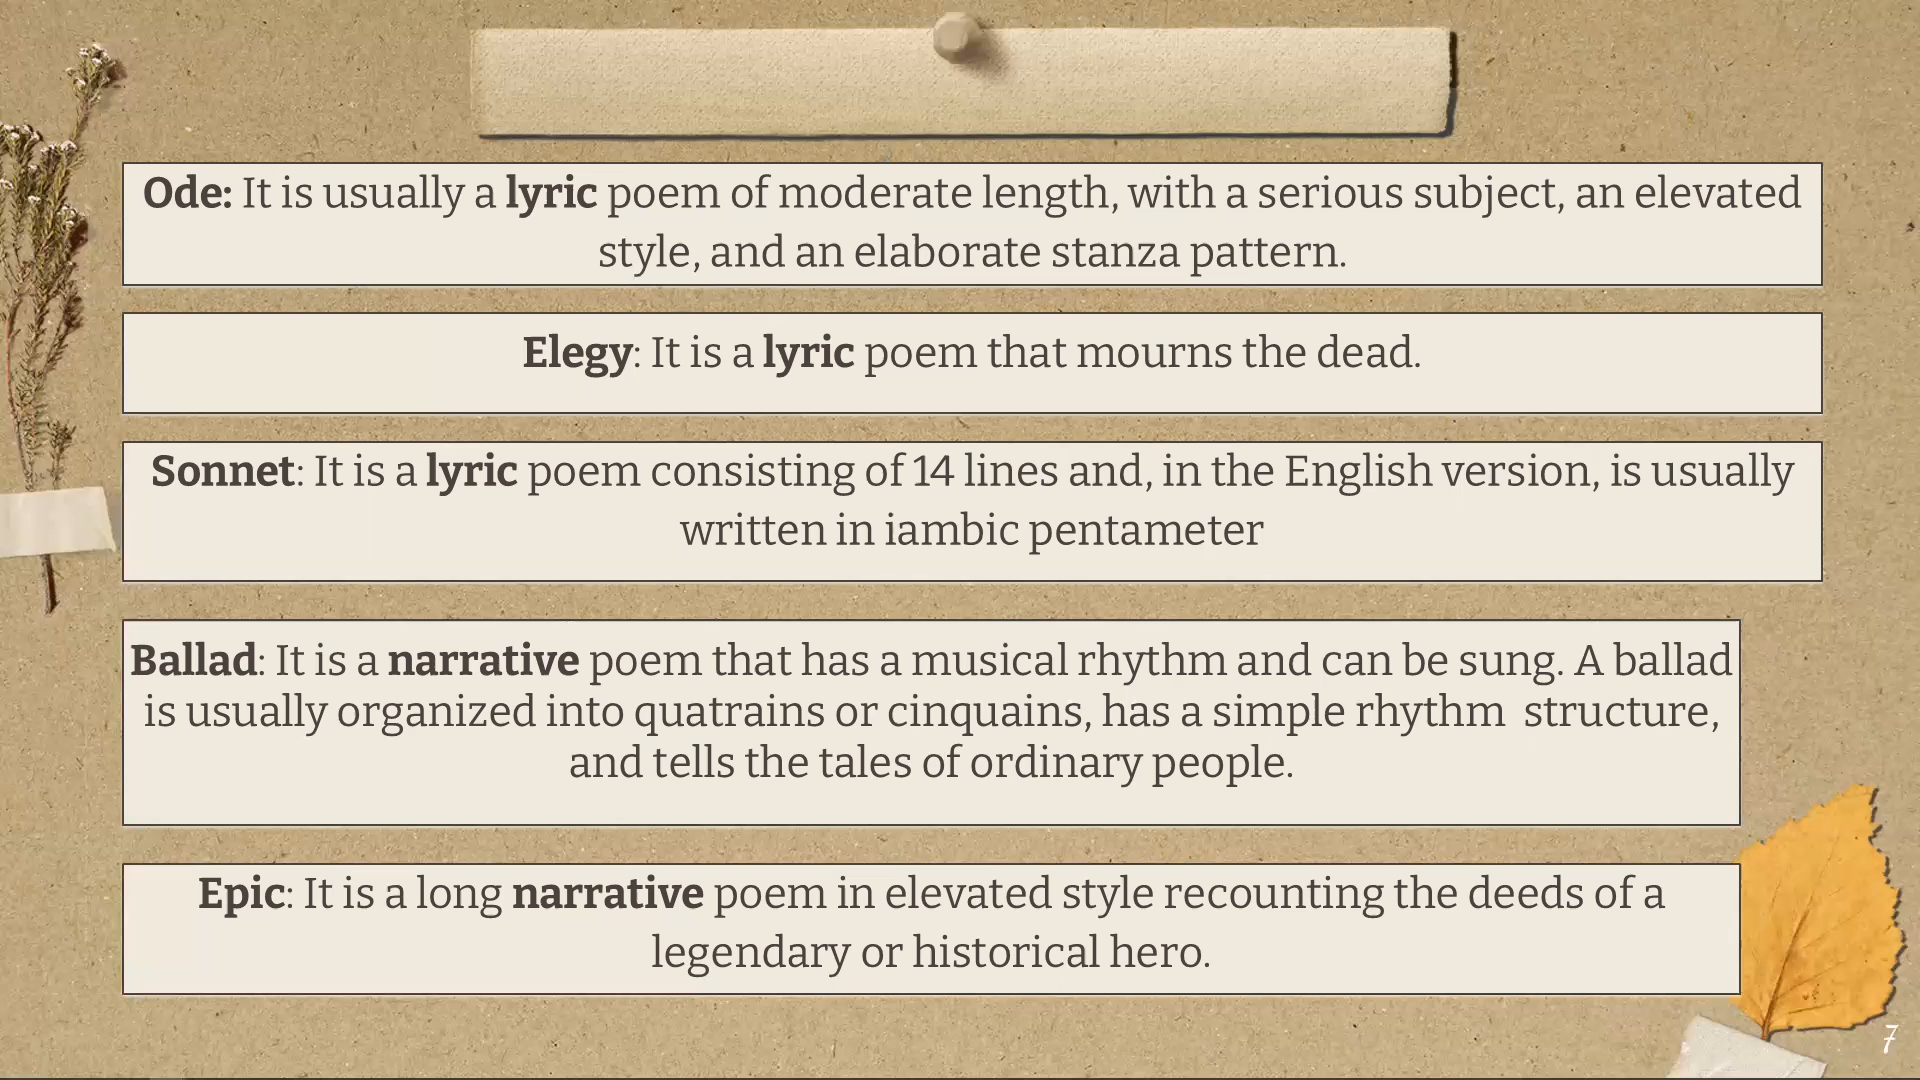 Ode: It is usually a lyric poem of moderate length, with a serious subject, an elevated
style, and an elaborate stanza pattern.
Elegy: It is a lyric poem that mourns the dead.
Sonnet: It is a lyric poem consisting of 14 lines and, in the English version, is usually
written in iambic pentameter
Ballad: It is a narrative poem that has a musical rhythm and can be sung. A ballad
is usually organized into quatrains or cinquains, has a simple rhythm  structure,
and tells the tales of ordinary people.
Epic: It is a long narrative poem in elevated style recounting the deeds of a
legendary or historical hero.
7